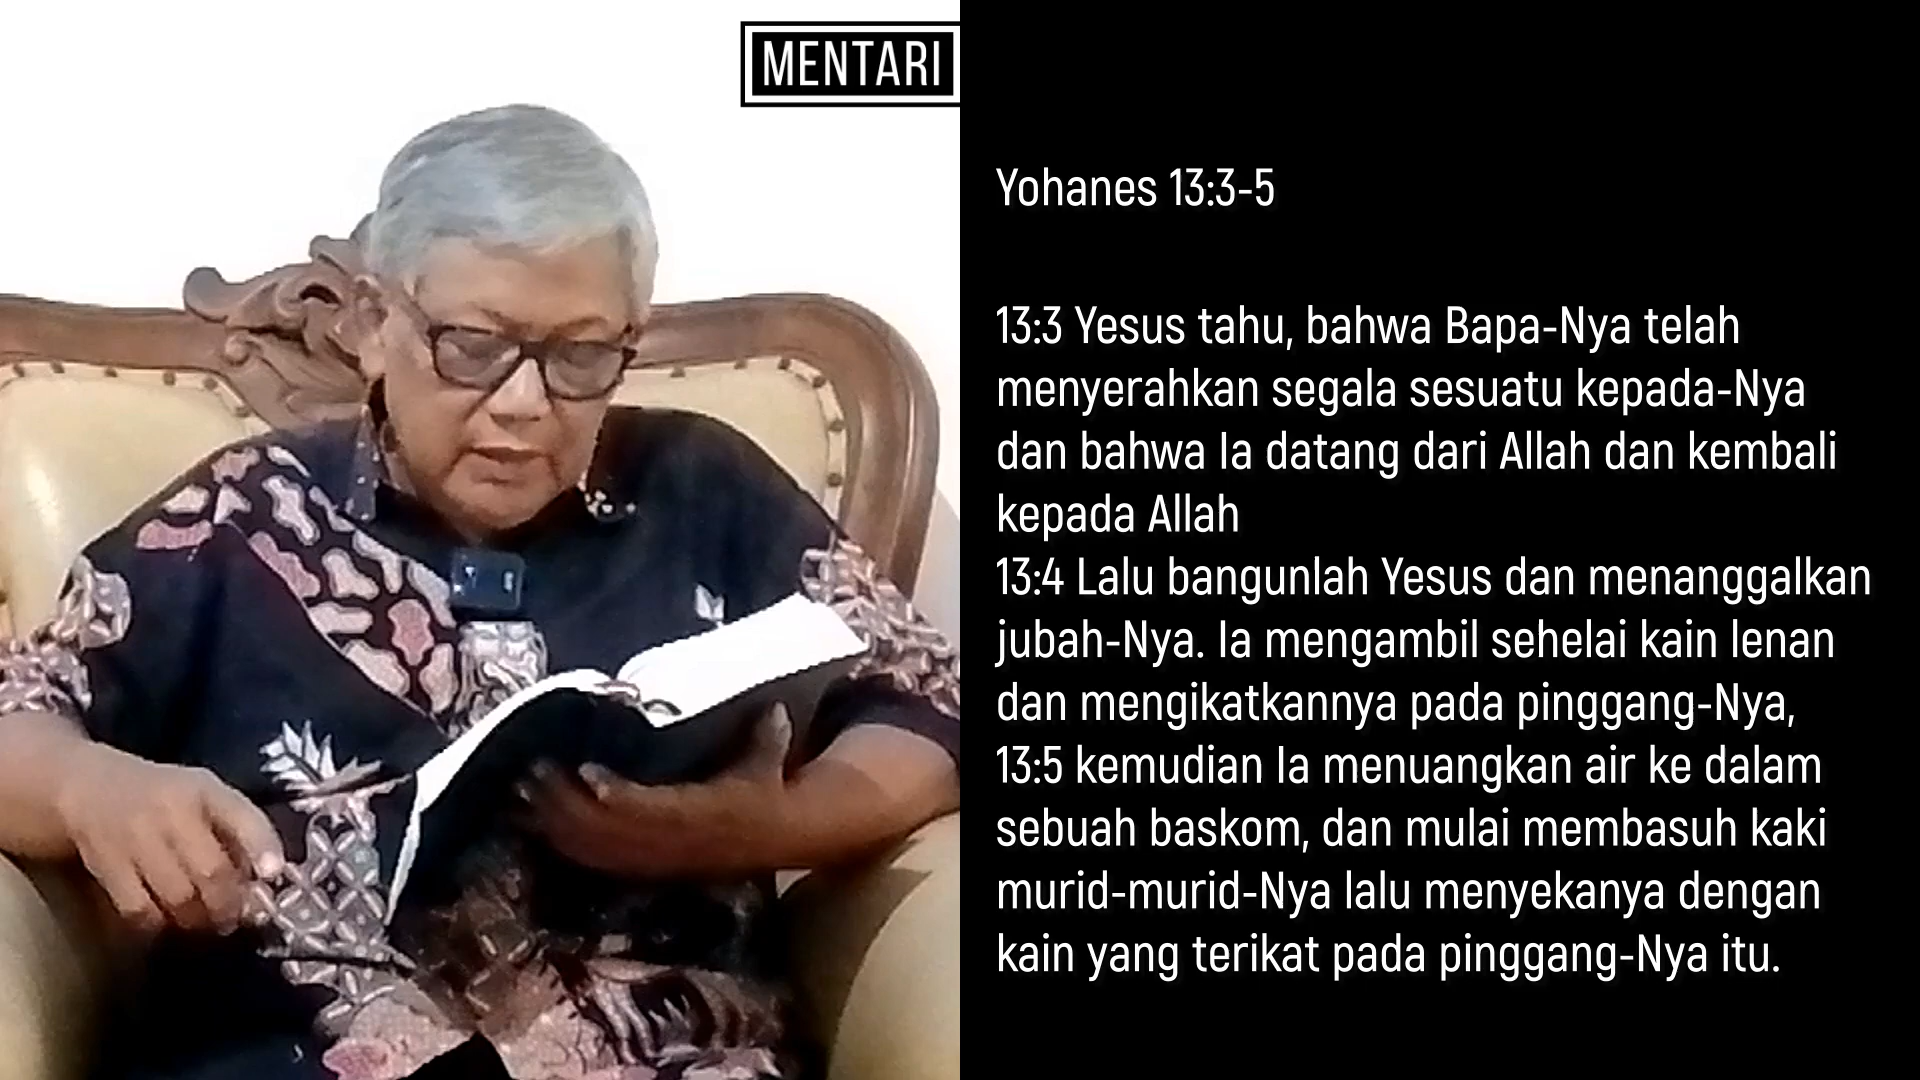 MENTARI
Yohanes 13:3-5
13:3 Yesus tahu, bahwa Bapa-Nya telah
menyerahkan segala sesuatu kepada-Nya
dan bahwa Ia datang dari Allah dan kembali
kepada Allah
13:4 Lalu bangunlah Yesus dan menanggalkan
jubah-Nya. Ia mengambil sehelai kain lenan
dan mengikatkannya pada pinggang-Nya,
13:5 kemudian Ia menuangkan air ke dalam
sebuah baskom, dan mulai membasuh kaki
murid-murid-Nya lalu menyekanya dengan
kain yang terikat pada pinggang-Nya itu.